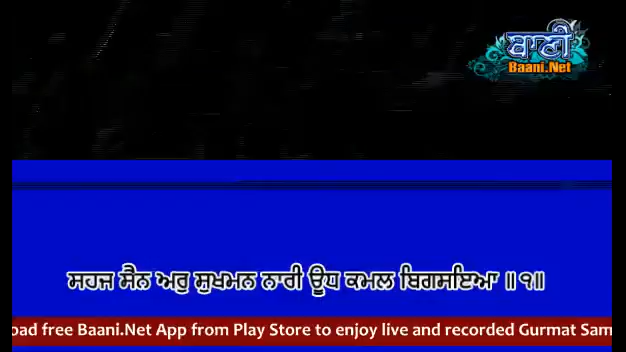 ਬਾਣੀ
Baani.Net
ਸਹਜ ਸੈਨ ਅਰੁ ਸੁਖਮਨ ਨਾਰੀ ਊਧ ਕਮਲ ਬਿਗਸਇਆ ॥੧॥
oad free Baani.Net App from Play Store to enjoy live and recorded Gurmat Sam